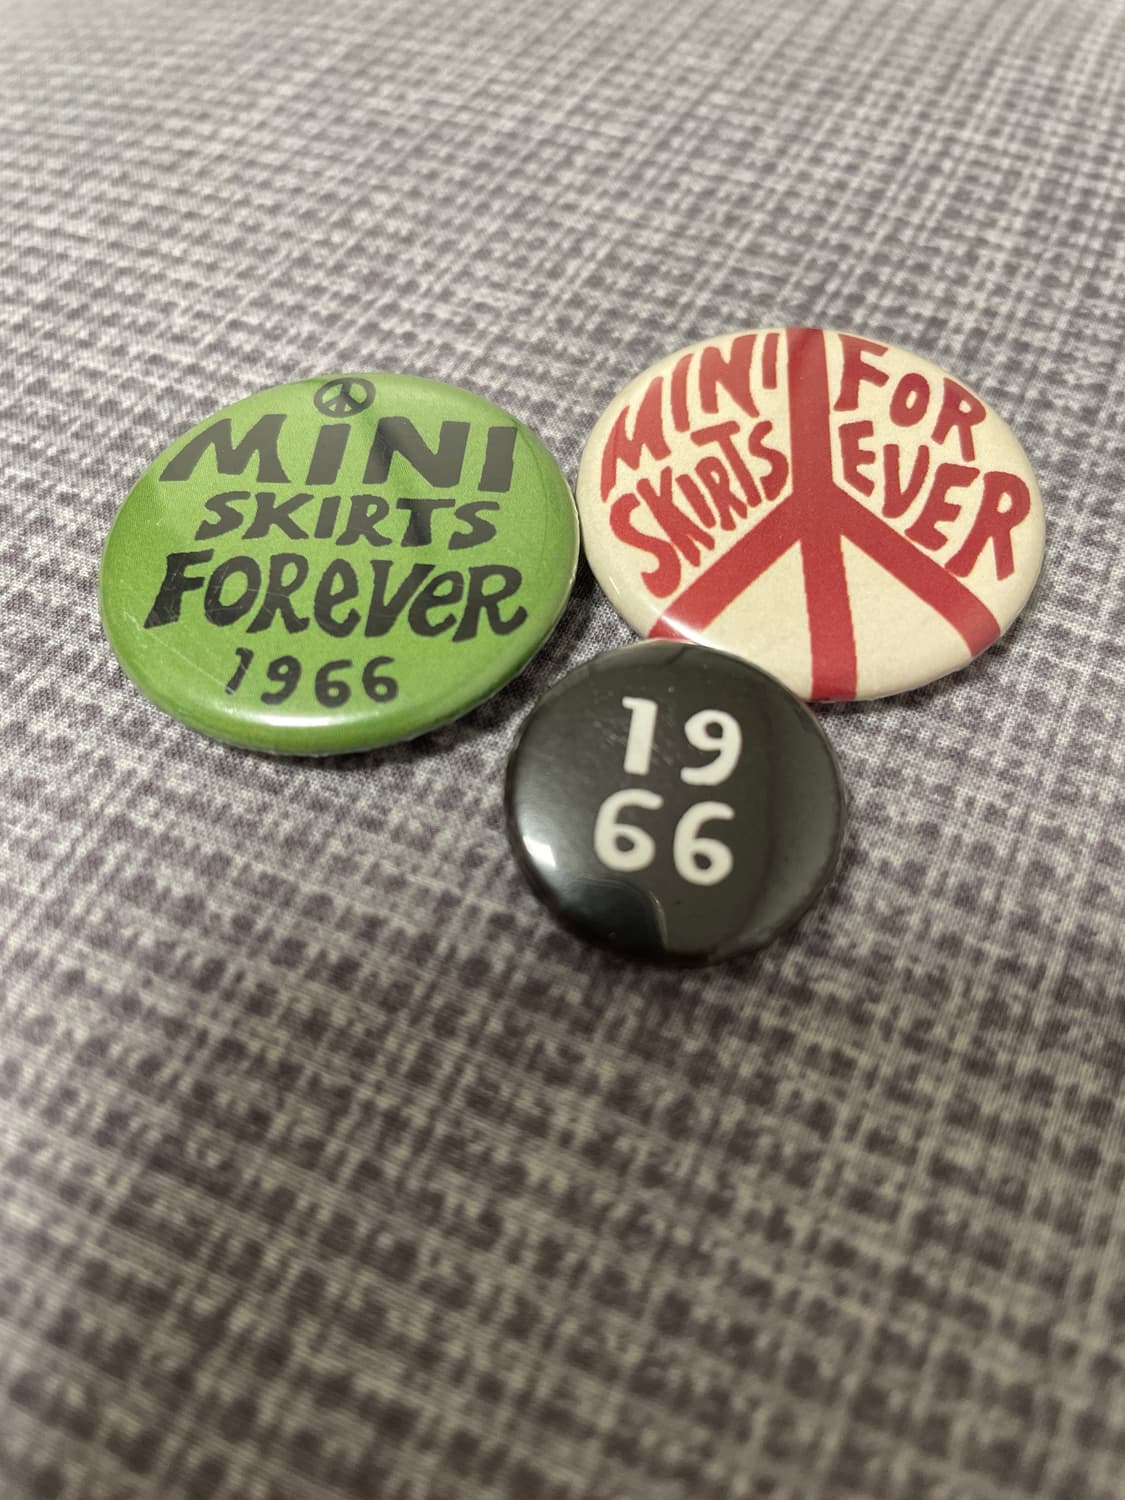 MiNI
SKIRTS
FOREVER
1966
MINI
SKIRTS
FOR
EVER
19
66